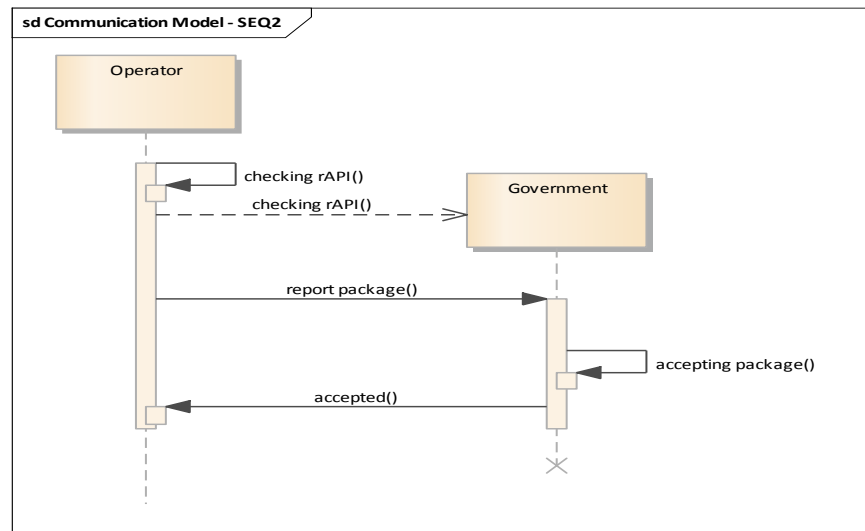 sd Communication Model - SEQ2
Operator
checking rAPI()
Government
checking rAPI()
report package()
accepting package()
accepted()